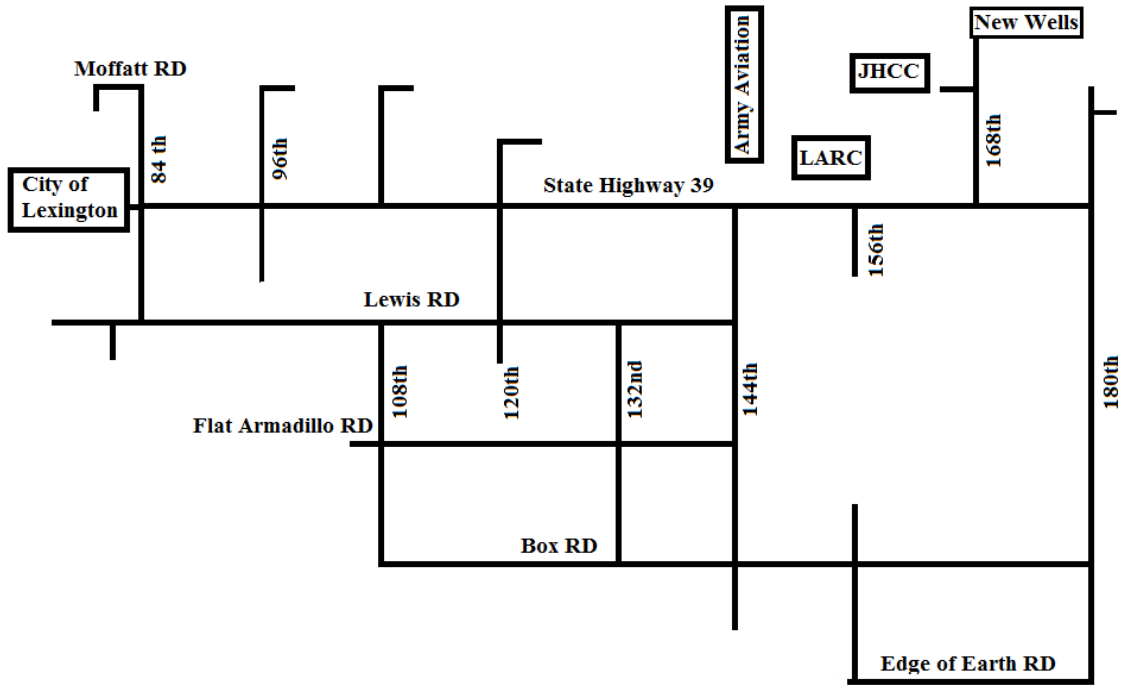 New Wells
Moffatt RD
JHCC
Army Aviation
84 th
96th
168th
LARC
City of
Lexington
State Highway 39
156th
Lewis RD
108th
120th
132nd
144th
180th
Flat Armadillo RD
Box RD
Edge of Earth RD